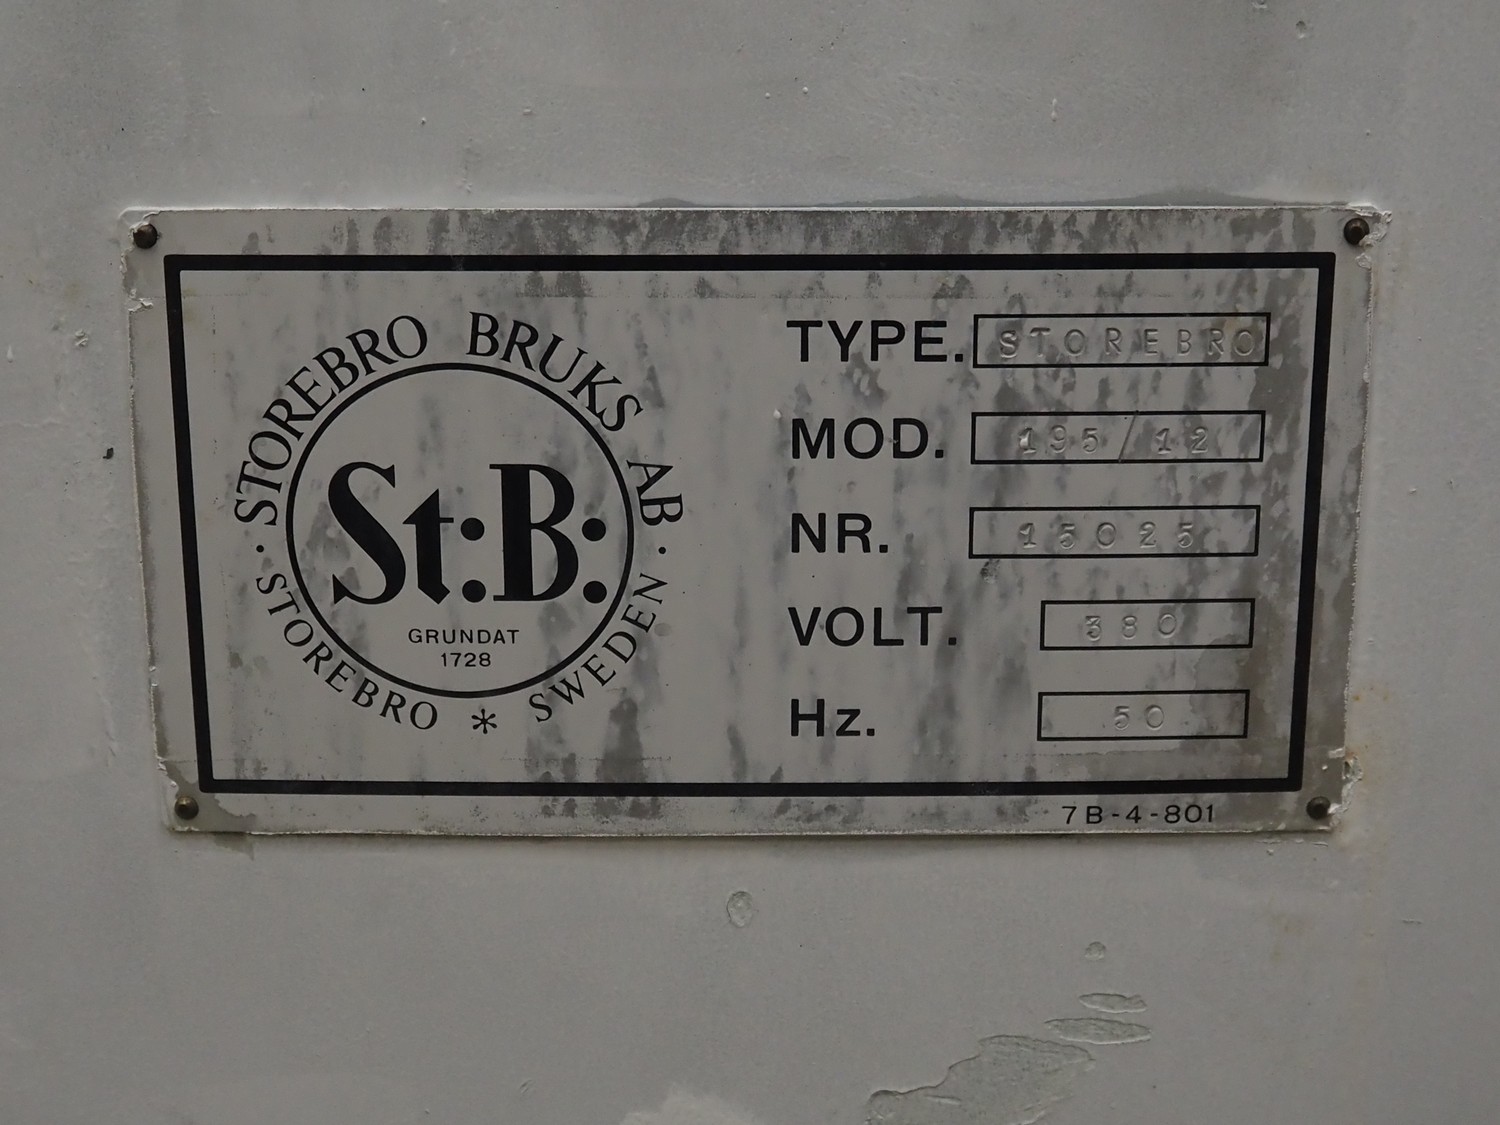 · STOREBRO BRUKS AB ·
St:B:
GRUNDAT
1728
STOREBRO * SWEDEN
TYPE. STOREBRO
MOD. 195/12
NR. 15025
VOLT. 380
Hz. 50
7B-4-801